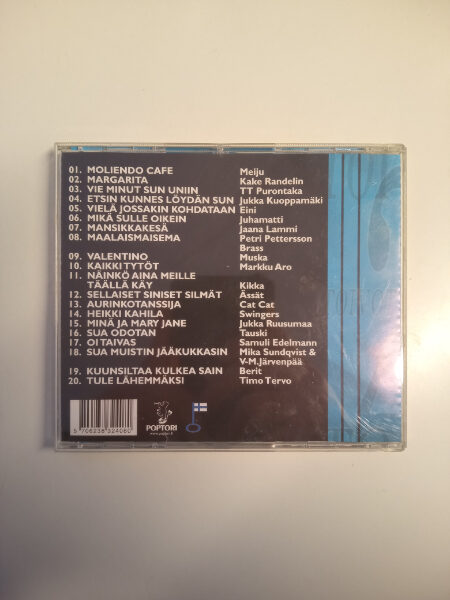 01. MOLIENDO CAFE Meiju
02. MARGARITA Kake Randelin
03. VIE MINUT SUN UNIIN TT Purontaka
04. ETSIN KUNNES LÖYDÄN SUN Jukka Kuoppamäki
05. VIELÄ JOSSAKIN KOHDATAAN Eini
06. MIKÄ SULLE OIKEIN Juhamatti
07. MANSIKKAKESÄ Jaana Lammi
08. MAALAISMAISEMA Petri Pettersson
Brass
09. VALENTINO Muska
10. KAIKKI TYTÖT Markku Aro
11. NÄINKÖ AINA MEILLE
TÄÄLLÄ KÄY Kikka
12. SELLAISET SINISET SILMÄT Ässät
13. AURINKOTANSSIJA Cat Cat
14. HEIKKI KAHILA Swingers
15. MINÄ JA MARY JANE Jukka Ruusumaa
16. SUA ODOTAN Tauski
17. OI TAIVAS Samuli Edelmann
18. SUA MUISTIN JÄÄKUKKASIN Mika Sundqvist &
V-M.Järvenpää
19. KUUNSILTAA KULKEA SAIN Berit
20. TULE LÄHEMMÄKSI Timo Tervo
5 706238 324060
POPTORI